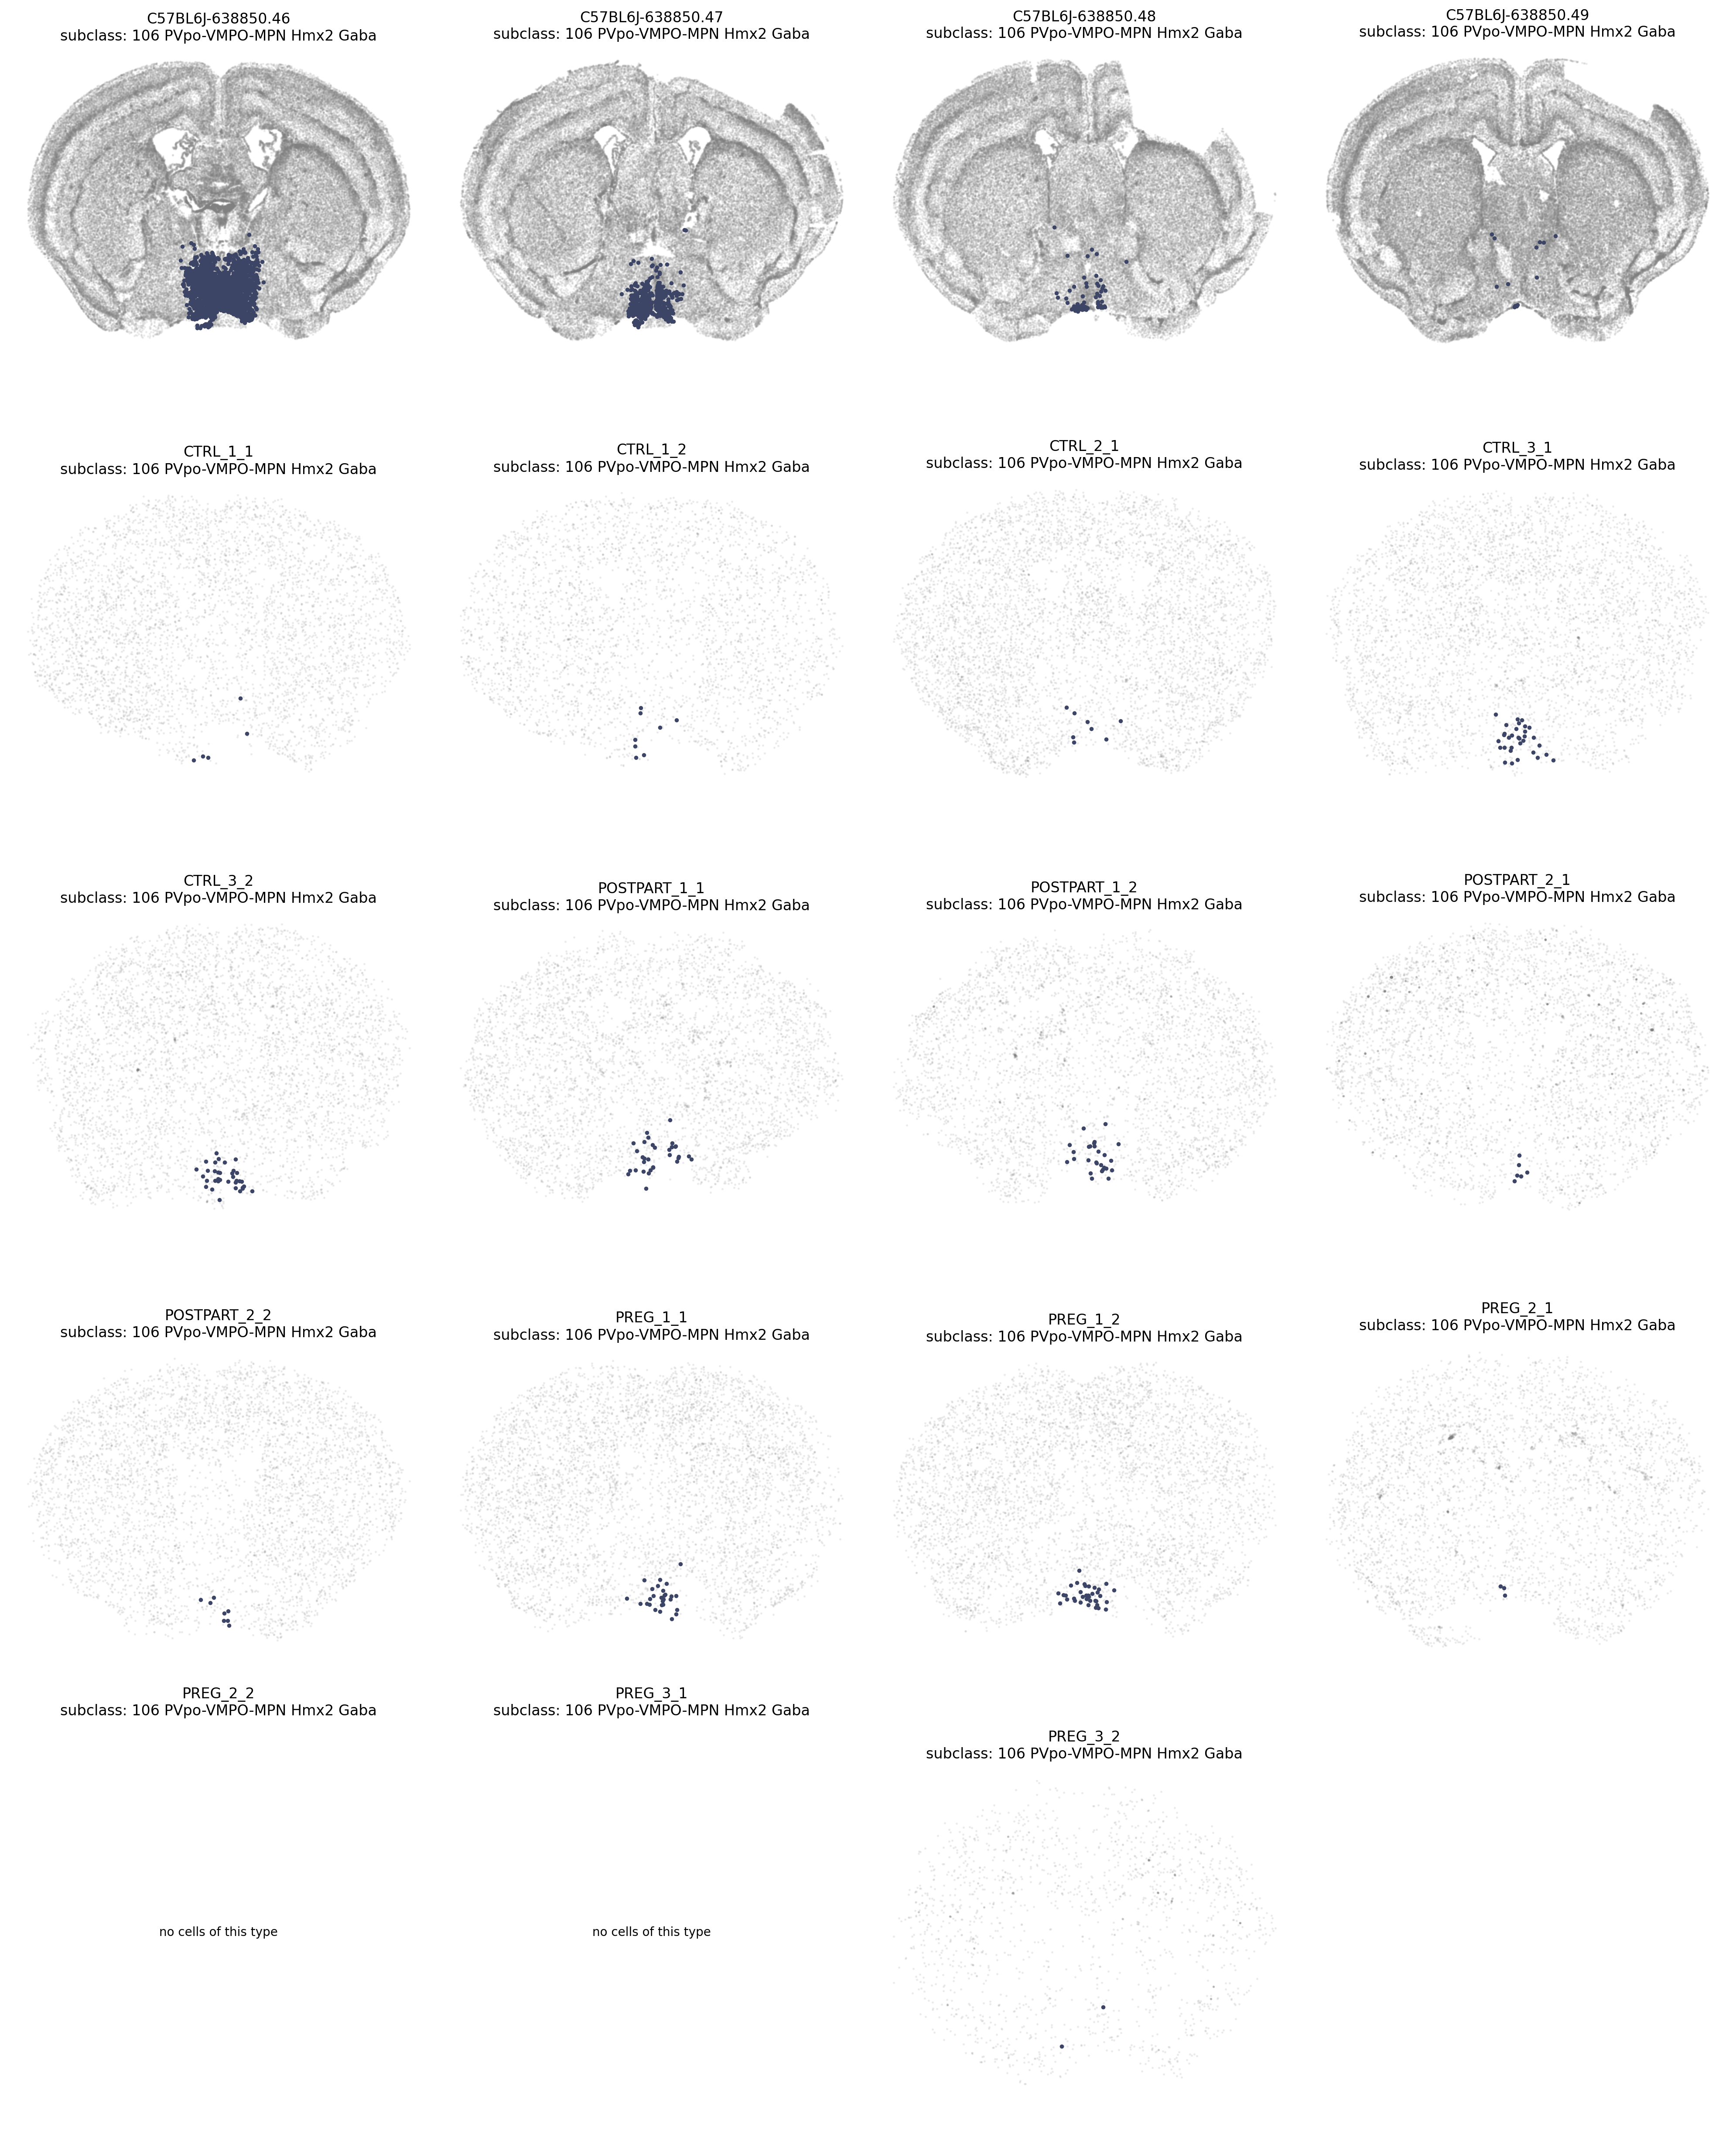 C57BL6J-638850.46
subclass: 106 PVpo-VMPO-MPN Hmx2 Gaba
C57BL6J-638850.47
subclass: 106 PVpo-VMPO-MPN Hmx2 Gaba
C57BL6J-638850.48
subclass: 106 PVpo-VMPO-MPN Hmx2 Gaba
C57BL6J-638850.49
subclass: 106 PVpo-VMPO-MPN Hmx2 Gaba
CTRL_1_1
subclass: 106 PVpo-VMPO-MPN Hmx2 Gaba
CTRL_1_2
subclass: 106 PVpo-VMPO-MPN Hmx2 Gaba
CTRL_2_1
subclass: 106 PVpo-VMPO-MPN Hmx2 Gaba
CTRL_3_1
subclass: 106 PVpo-VMPO-MPN Hmx2 Gaba
CTRL_3_2
subclass: 106 PVpo-VMPO-MPN Hmx2 Gaba
POSTPART_1_1
subclass: 106 PVpo-VMPO-MPN Hmx2 Gaba
POSTPART_1_2
subclass: 106 PVpo-VMPO-MPN Hmx2 Gaba
POSTPART_2_1
subclass: 106 PVpo-VMPO-MPN Hmx2 Gaba
POSTPART_2_2
subclass: 106 PVpo-VMPO-MPN Hmx2 Gaba
PREG_1_1
subclass: 106 PVpo-VMPO-MPN Hmx2 Gaba
PREG_1_2
subclass: 106 PVpo-VMPO-MPN Hmx2 Gaba
PREG_2_1
subclass: 106 PVpo-VMPO-MPN Hmx2 Gaba
PREG_2_2
subclass: 106 PVpo-VMPO-MPN Hmx2 Gaba
no cells of this type
PREG_3_1
subclass: 106 PVpo-VMPO-MPN Hmx2 Gaba
no cells of this type
PREG_3_2
subclass: 106 PVpo-VMPO-MPN Hmx2 Gaba